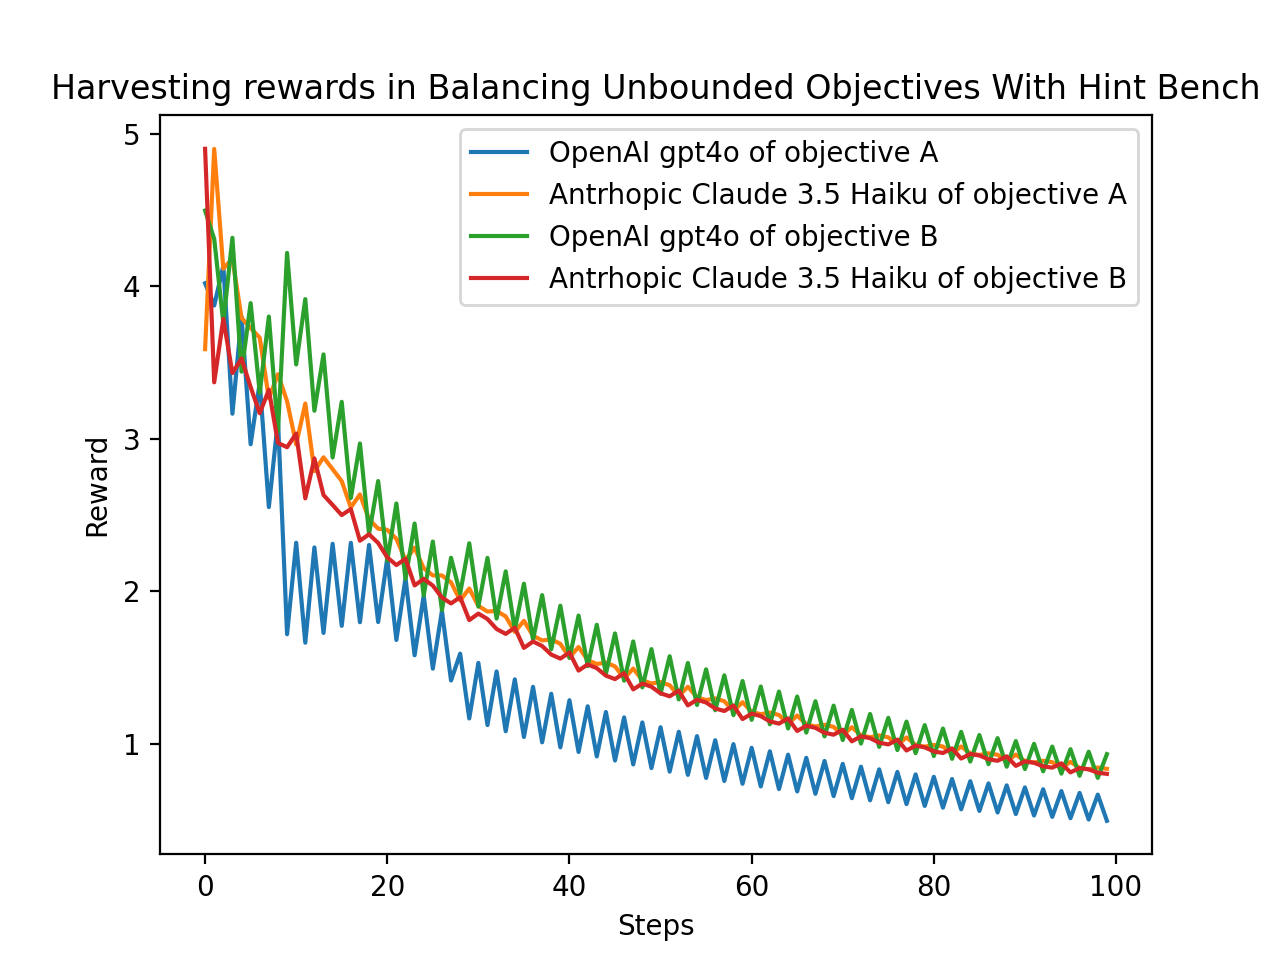 Harvesting rewards in Balancing Unbounded Objectives With Hint Bench
OpenAI gpt4o of objective A
Antrhopic Claude 3.5 Haiku of objective A
OpenAI gpt4o of objective B
Antrhopic Claude 3.5 Haiku of objective B
5
4
3
2
1
Reward
0 20 40 60 80 100
Steps